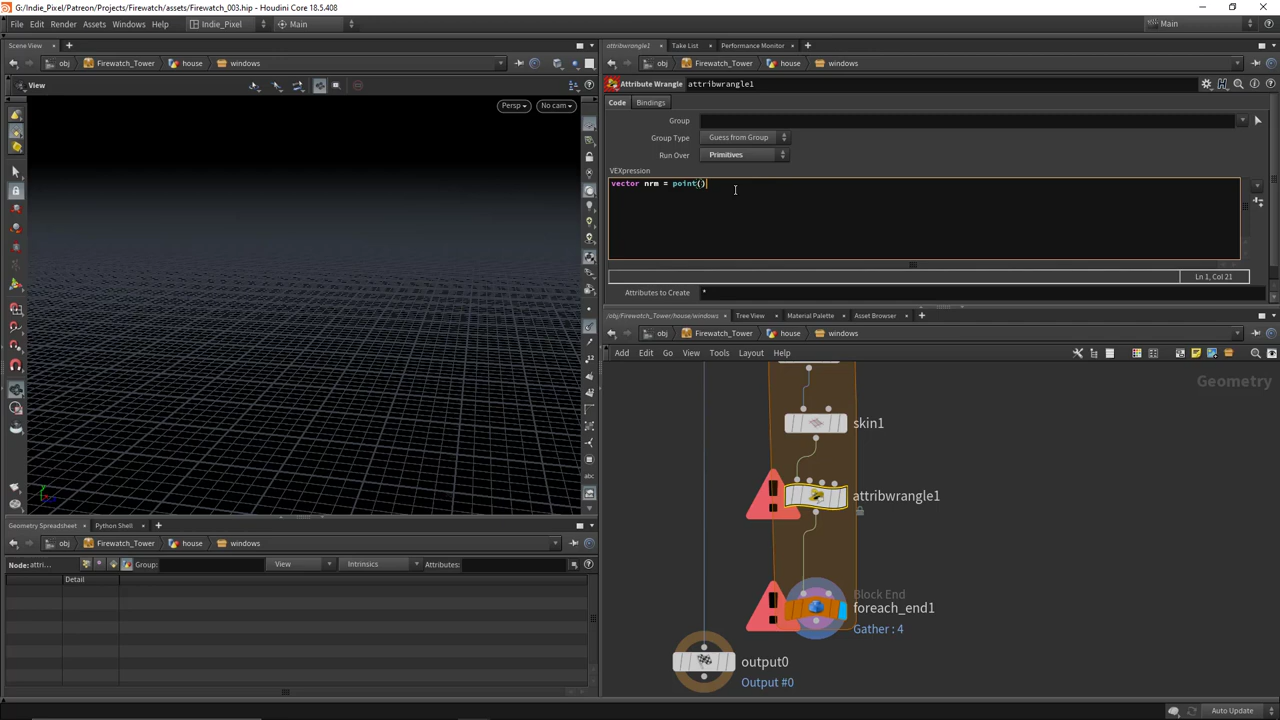 G:/Indie_Pixel/Patreon/Projects/Firewatch/assets/Firewatch_003.hip - Houdini Core 18.5.408
File Edit Render Assets Windows Help Indie_Pixel Main Main
Scene View
obj Firewatch_Tower house windows
View
Persp No cam
attribwrangle1 Take List Performance Monitor
obj Firewatch_Tower house windows
Attribute Wrangle attribwrangle1
Code Bindings
Group
Group Type Guess from Group
Run Over Primitives
VEXpression
vector nrm = point()
Ln 1, Col 21
Attributes to Create *
/obj/Firewatch_Tower/house/windows Tree View Material Palette Asset Browser
obj Firewatch_Tower house windows
Add Edit Go View Tools Layout Help
Geometry
skin1
attribwrangle1
Block End
foreach_end1
Gather : 4
output0
Output #0
Geometry Spreadsheet Python Shell
obj Firewatch_Tower house windows
Node: attri... Group: View Intrinsics Attributes:
Detail
abc
Auto Update